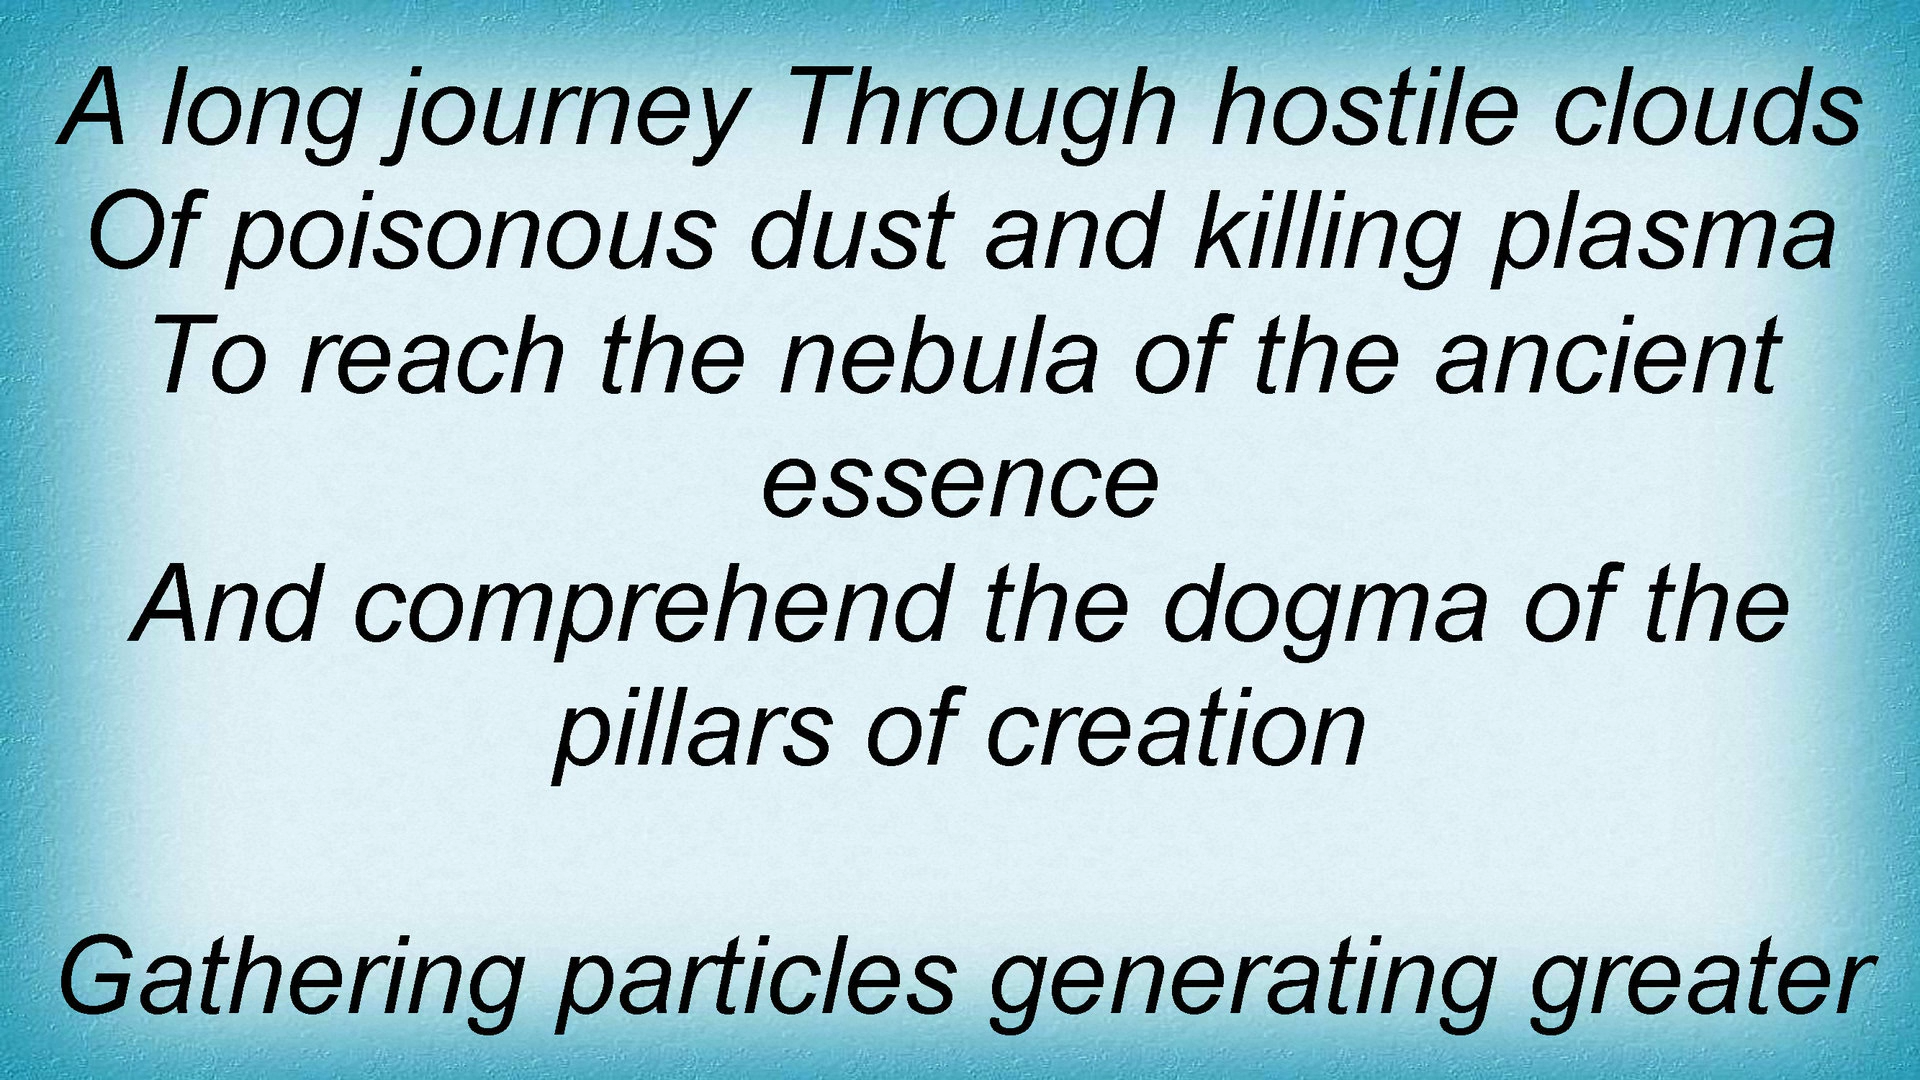 A long journey Through hostile clouds
Of poisonous dust and killing plasma
To reach the nebula of the ancient
essence
And comprehend the dogma of the
pillars of creation
Gathering particles generating greater